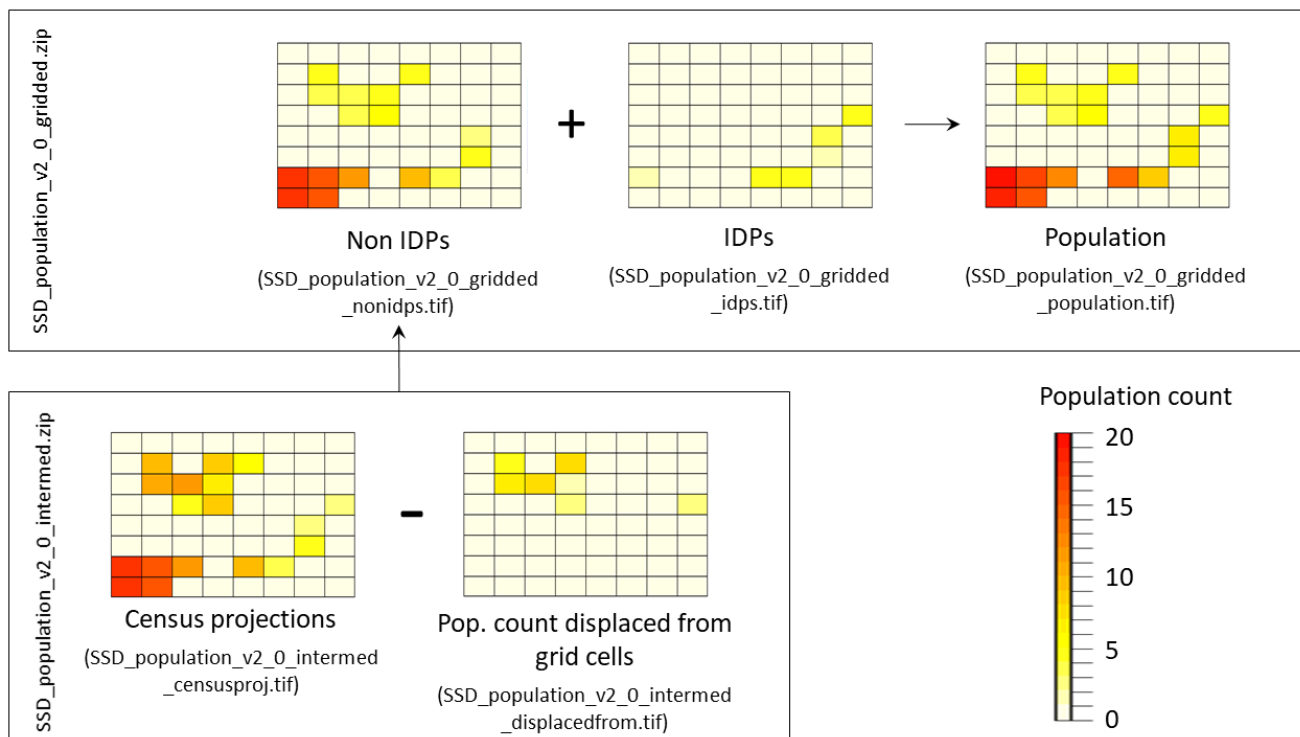 SSD_population_v2_0_gridded.zip
+
Non IDPs
(SSD_population_v2_0_gridded
_nonidps.tif)
IDPs
(SSD_population_v2_0_gridded
_idps.tif)
Population
(SSD_population_v2_0_gridded
_population.tif)
SSD_population_v2_0_intermed.zip
-
Census projections
(SSD_population_v2_0_intermed
_censusproj.tif)
Pop. count displaced from
grid cells
(SSD_population_v2_0_intermed
_displacedfrom.tif)
Population count
20
15
10
5
0